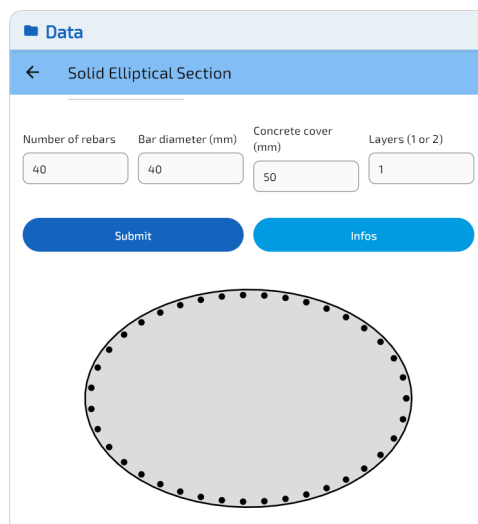 Data
Solid Elliptical Section
Number of rebars
Bar diameter (mm)
Concrete cover
(mm)
Layers (1 or 2)
40
40
50
1
Submit
Infos